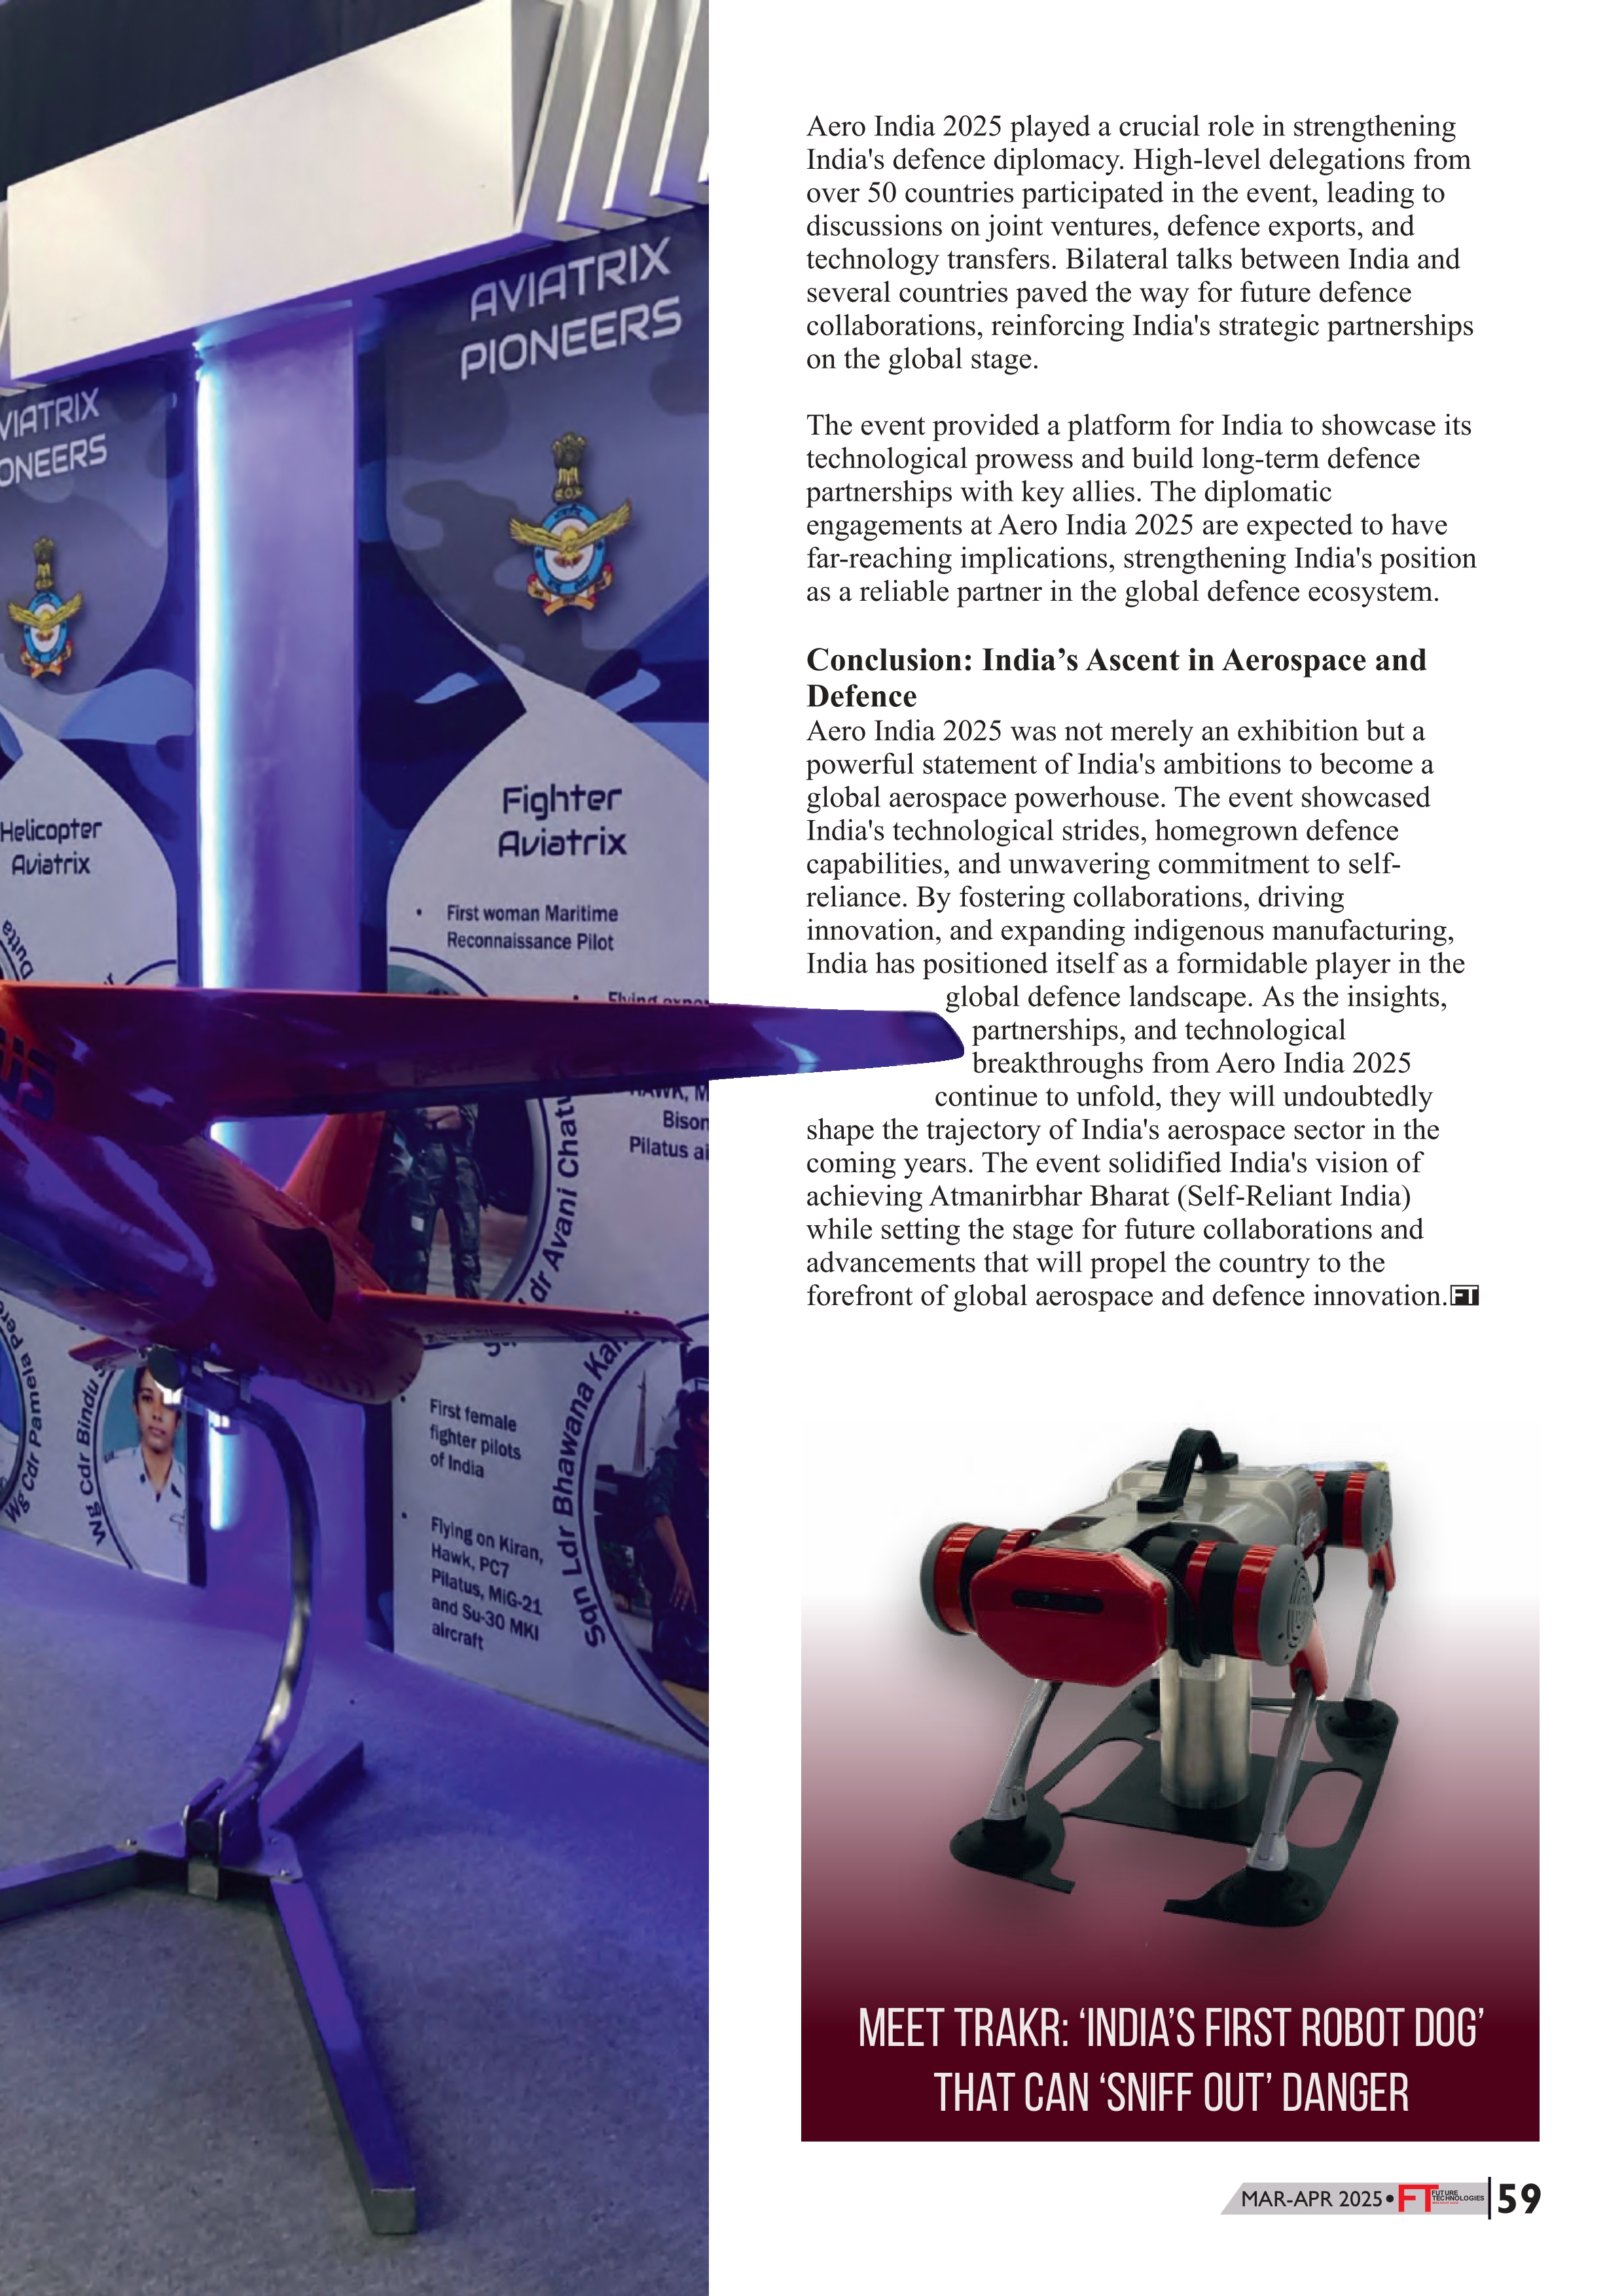 AVIATRIX
PIONEERS
VIATRIX
ONEERS
Helicopter
Aviatrix
Dutta
Fighter
Aviatrix
• First woman Maritime
Reconnaissance Pilot
US
Bison
Pilatus
Avani
Wg Cdr Pamela
Wg Cdr Bindu
• First female
fighter pilots
of India
• Flying on Kiran,
Hawk, PC7
Pilatus, MiG-21
and Su-30 MKI
aircraft
Sqn Ldr Bhawana
Aero India 2025 played a crucial role in strengthening
India's defence diplomacy. High-level delegations from
over 50 countries participated in the event, leading to
discussions on joint ventures, defence exports, and
technology transfers. Bilateral talks between India and
several countries paved the way for future defence
collaborations, reinforcing India's strategic partnerships
on the global stage.
The event provided a platform for India to showcase its
technological prowess and build long-term defence
partnerships with key allies. The diplomatic
engagements at Aero India 2025 are expected to have
far-reaching implications, strengthening India's position
as a reliable partner in the global defence ecosystem.
Conclusion: India’s Ascent in Aerospace and
Defence
Aero India 2025 was not merely an exhibition but a
powerful statement of India's ambitions to become a
global aerospace powerhouse. The event showcased
India's technological strides, homegrown defence
capabilities, and unwavering commitment to self-
reliance. By fostering collaborations, driving
innovation, and expanding indigenous manufacturing,
India has positioned itself as a formidable player in the
global defence landscape. As the insights,
partnerships, and technological
breakthroughs from Aero India 2025
continue to unfold, they will undoubtedly
shape the trajectory of India's aerospace sector in the
coming years. The event solidified India's vision of
achieving Atmanirbhar Bharat (Self-Reliant India)
while setting the stage for future collaborations and
advancements that will propel the country to the
forefront of global aerospace and defence innovation. FT
MEET TRAKR: ‘INDIA’S FIRST ROBOT DOG’
THAT CAN ‘SNIFF OUT’ DANGER
MAR-APR 2025 • FT FUTURE TECHNOLOGIES 59